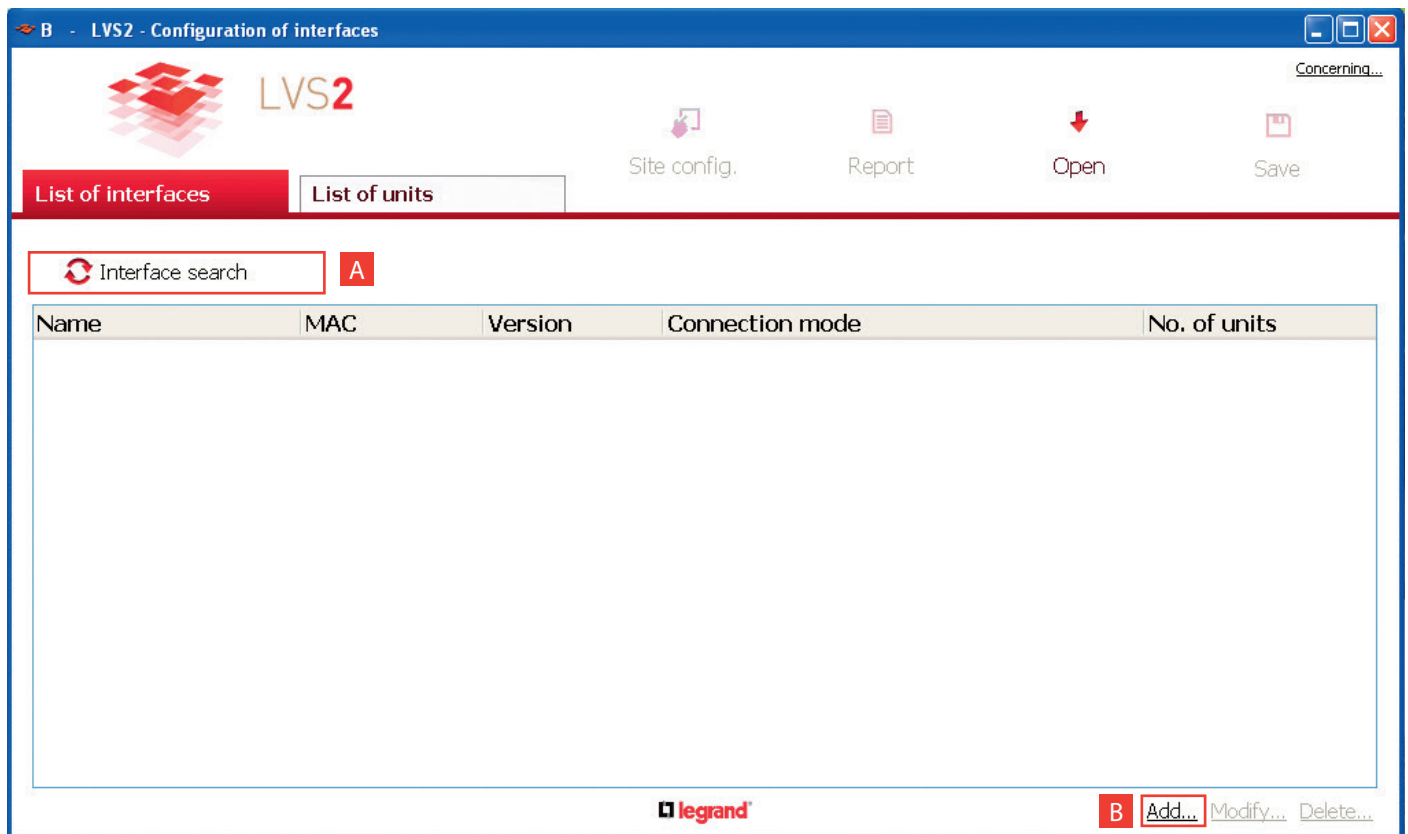 B - LVS2 - Configuration of interfaces
Concerning...
LVS2
Site config. Report Open Save
List of interfaces List of units
Interface search A
Name MAC Version Connection mode No. of units
legrand B Add... Modify... Delete...